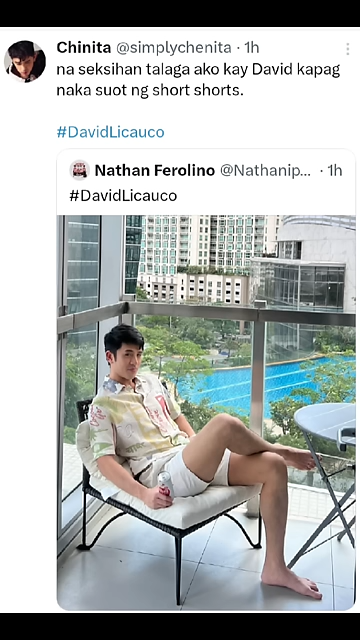 Chinita @simplychenita · 1h
na seksihan talaga ako kay David kapag
naka suot ng short shorts.
#DavidLicauco
Nathan Ferolino @Nathanip... · 1h
#DavidLicauco